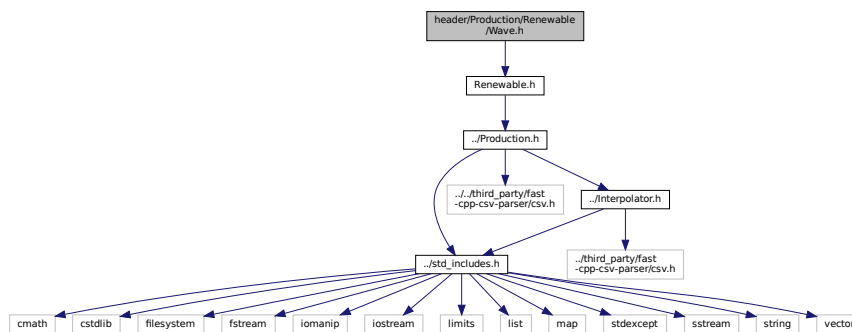 header/Production/Renewable
/Wave.h
Renewable.h
../Production.h
../../third_party/fast
-cpp-csv-parser/csv.h
../Interpolator.h
../std_includes.h
../third_party/fast
-cpp-csv-parser/csv.h
cmath
cstdlib
filesystem
fstream
iomanip
iostream
limits
list
map
stdexcept
sstream
string
vector